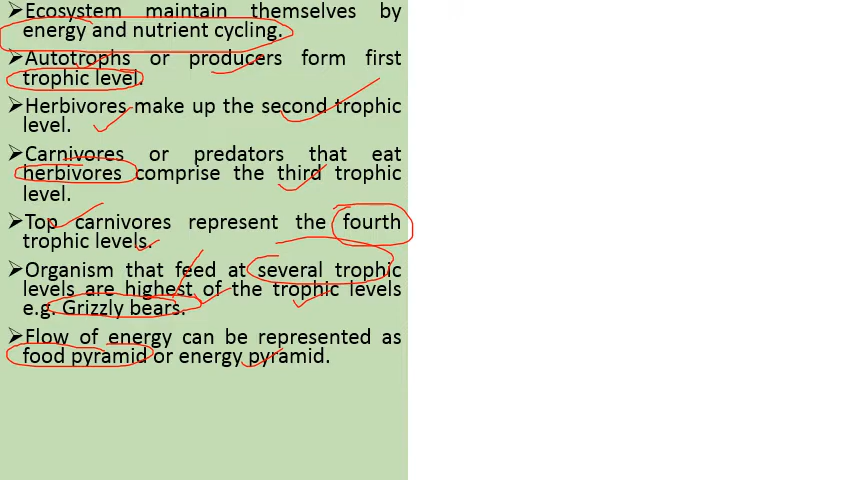 ➢Ecosystem maintain themselves by
energy and nutrient cycling.
➢Autotrophs or producers form first
trophic level.
➢Herbivores make up the second trophic
level.
➢Carnivores or predators that eat
herbivores comprise the third trophic
level.
➢Top carnivores represent the fourth
trophic levels.
➢Organism that feed at several trophic
levels are highest of the trophic levels
e.g. Grizzly bears.
➢Flow of energy can be represented as
food pyramid or energy pyramid.